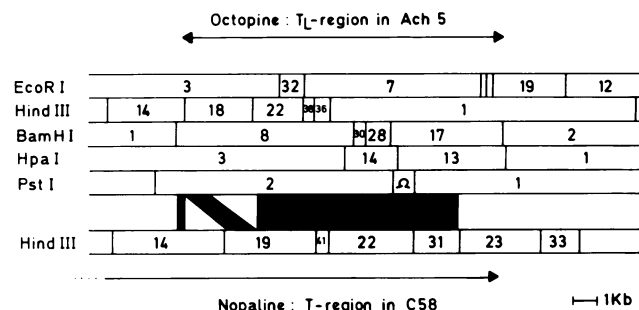 Octopine : TL-region in Ach 5
EcoR I 3 32 7 19 12
Hind III 14 18 22 38 36 1
BamH I 1 8 30 28 17 2
Hpa I 3 14 13 1
Pst I 2 Ω 1
Hind III 14 19 41 22 31 23 33
Nopaline : T-region in C58
1Kb